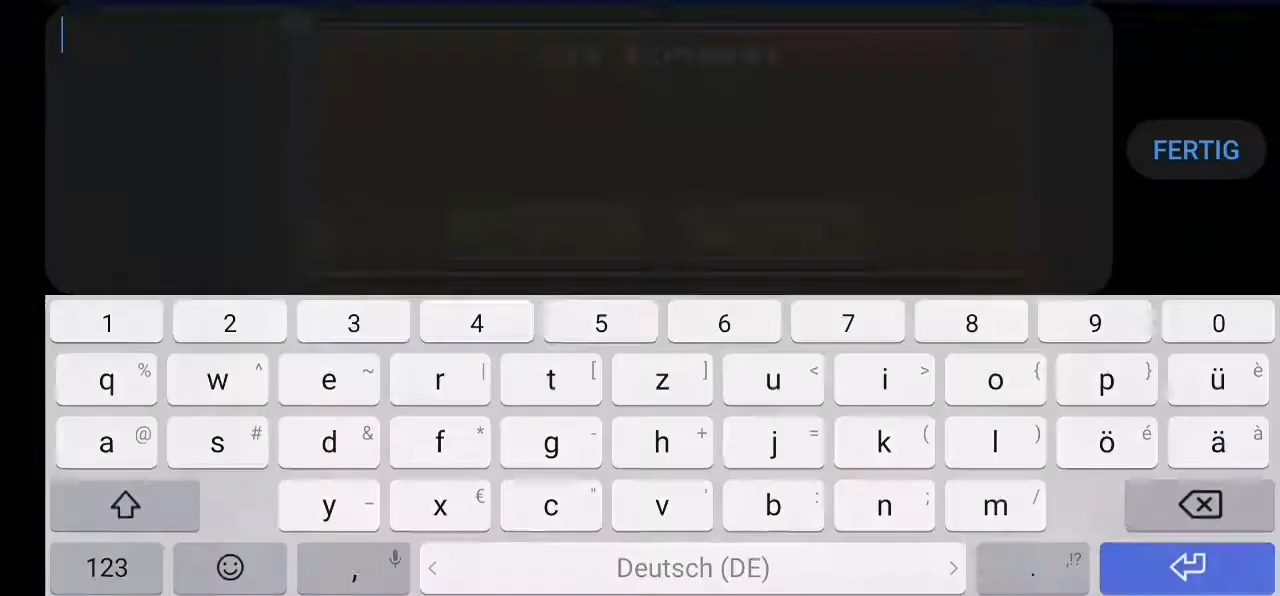 FERTIG
1 2 3 4 5 6 7 8 9 0
q % w ^ e ~ r | t [ z ] u < i > o { p } ü è
a @ s # d & f * g - h + j = k ( l ) ö é ä à
y _ x € c " v ' b : n ; m /
123 , < Deutsch (DE) > . ,!?